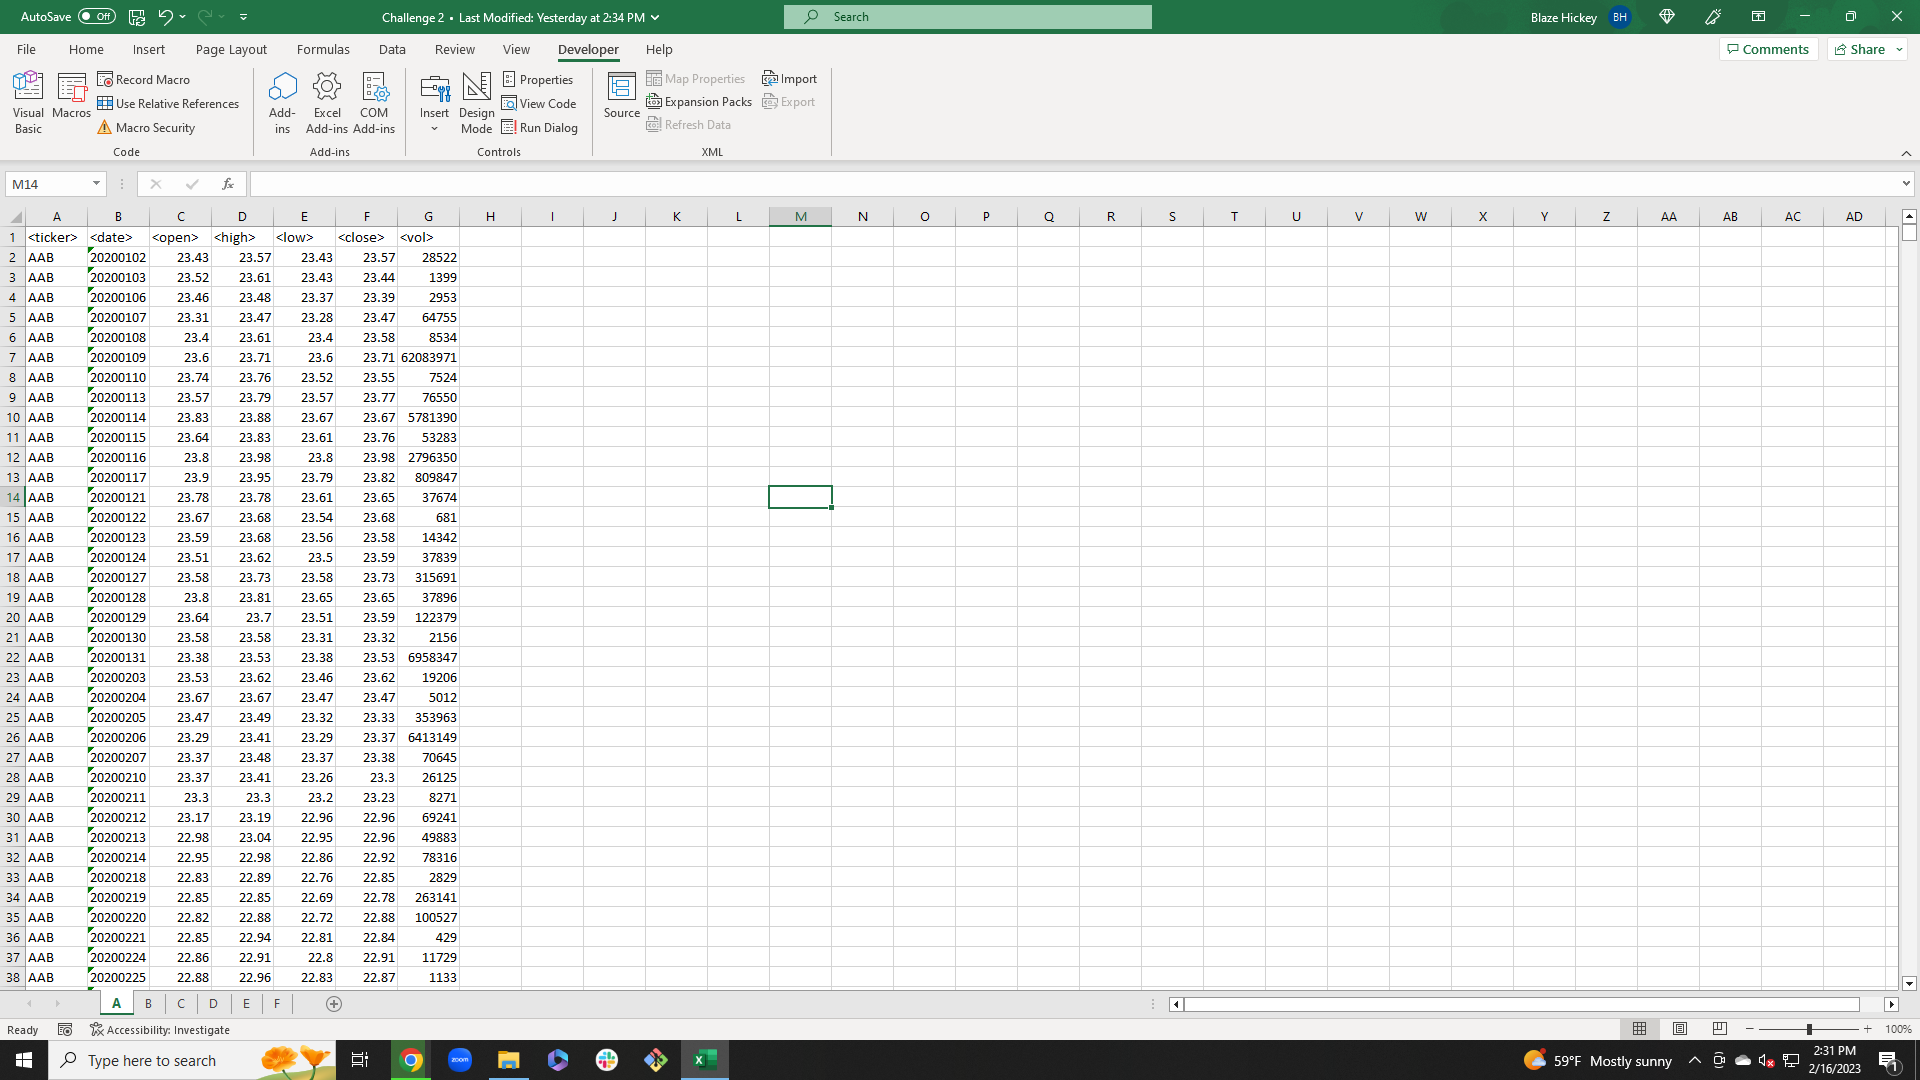 AutoSave Off Challenge 2 • Last Modified: Yesterday at 2:34 PM Search Blaze Hickey BH
File Home Insert Page Layout Formulas Data Review View Developer Help Comments Share
Visual Basic Macros Record Macro Use Relative References Macro Security Add-ins Excel Add-ins COM Add-ins Insert Design Mode Properties View Code Run Dialog Source Map Properties Expansion Packs Refresh Data Import Export
Code Add-ins Controls XML
M14 fx
A B C D E F G H I J K L M N O P Q R S T U V W X Y Z AA AB AC AD
1 <ticker> <date> <open> <high> <low> <close> <vol>
2 AAB 20200102 23.43 23.57 23.43 23.57 28522
3 AAB 20200103 23.52 23.61 23.43 23.44 1399
4 AAB 20200106 23.46 23.48 23.37 23.39 2953
5 AAB 20200107 23.31 23.47 23.28 23.47 64755
6 AAB 20200108 23.4 23.61 23.4 23.58 8534
7 AAB 20200109 23.6 23.71 23.6 23.71 62083971
8 AAB 20200110 23.74 23.76 23.52 23.55 7524
9 AAB 20200113 23.57 23.79 23.57 23.77 76550
10 AAB 20200114 23.83 23.88 23.67 23.67 5781390
11 AAB 20200115 23.64 23.83 23.61 23.76 53283
12 AAB 20200116 23.8 23.98 23.8 23.98 2796350
13 AAB 20200117 23.9 23.95 23.79 23.82 809847
14 AAB 20200121 23.78 23.78 23.61 23.65 37674
15 AAB 20200122 23.67 23.68 23.54 23.68 681
16 AAB 20200123 23.59 23.68 23.56 23.58 14342
17 AAB 20200124 23.51 23.62 23.5 23.59 37839
18 AAB 20200127 23.58 23.73 23.58 23.73 315691
19 AAB 20200128 23.8 23.81 23.65 23.65 37896
20 AAB 20200129 23.64 23.7 23.51 23.59 122379
21 AAB 20200130 23.58 23.58 23.31 23.32 2156
22 AAB 20200131 23.38 23.53 23.38 23.53 6958347
23 AAB 20200203 23.53 23.62 23.46 23.62 19206
24 AAB 20200204 23.67 23.67 23.47 23.47 5012
25 AAB 20200205 23.47 23.49 23.32 23.33 353963
26 AAB 20200206 23.29 23.41 23.29 23.37 6413149
27 AAB 20200207 23.37 23.48 23.37 23.38 70645
28 AAB 20200210 23.37 23.41 23.26 23.3 26125
29 AAB 20200211 23.3 23.3 23.2 23.23 8271
30 AAB 20200212 23.17 23.19 22.96 22.96 69241
31 AAB 20200213 22.98 23.04 22.95 22.96 49883
32 AAB 20200214 22.95 22.98 22.86 22.92 78316
33 AAB 20200218 22.83 22.89 22.76 22.85 2829
34 AAB 20200219 22.85 22.85 22.69 22.78 263141
35 AAB 20200220 22.82 22.88 22.72 22.88 100527
36 AAB 20200221 22.85 22.94 22.81 22.84 429
37 AAB 20200224 22.86 22.91 22.8 22.91 11729
38 AAB 20200225 22.88 22.96 22.83 22.87 1133
A B C D E F
Ready Accessibility: Investigate 100%
Type here to search zoom 59°F Mostly sunny 2:31 PM
2/16/2023 1